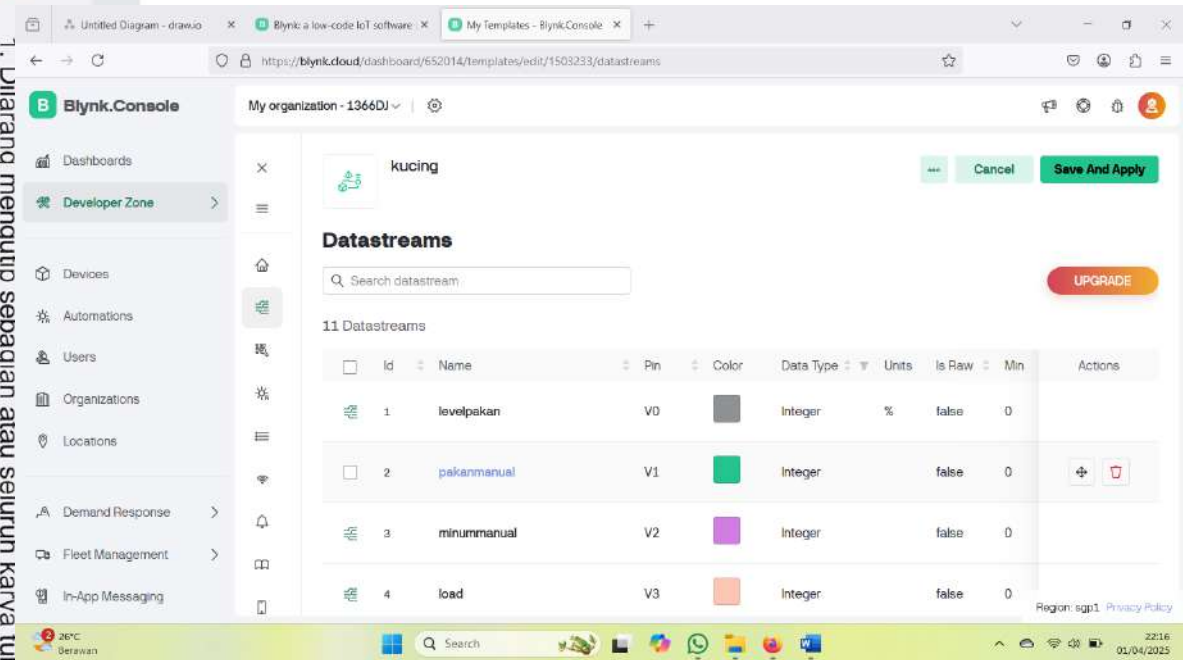 Untitled Diagram - draw.io
Blynk: a low-code IoT software
My Templates - Blynk.Console
https://blynk.cloud/dashboard/652014/templates/edit/1503233/datastreams
B Blynk.Console
My organization - 1366DJ
Dashboards
Developer Zone
Devices
Automations
Users
Organizations
Locations
Demand Response
Fleet Management
In-App Messaging
kucing
Cancel
Save And Apply
Datastreams
Search datastream
UPGRADE
11 Datastreams
Id Name Pin Color Data Type Units Is Raw Min Actions
1 levelpakan V0 Integer % false 0
2 pakanmanual V1 Integer false 0
3 minummanual V2 Integer false 0
4 load V3 Integer false 0
Region: sgp1 Privacy Policy
2
26°C
Berawan
Search
22:16
01/04/2025
1. Dilarang mengutip sebagian atau seluruh karya